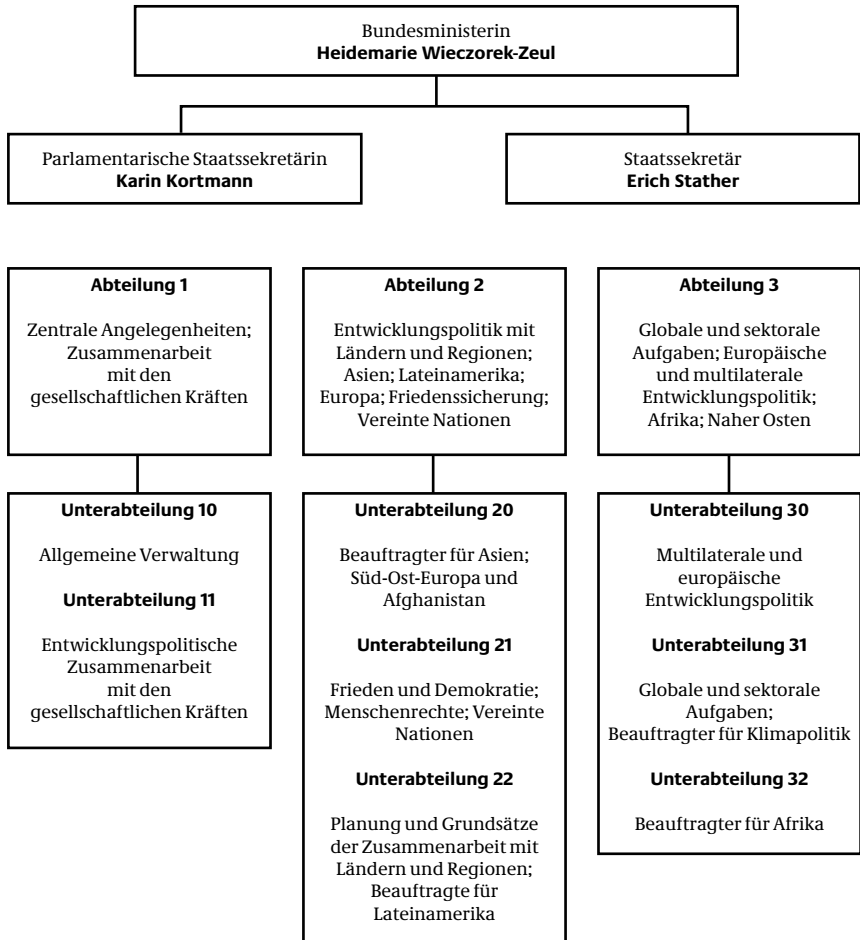 Bundesministerin
Heidemarie Wieczorek-Zeul
Parlamentarische Staatssekretärin
Karin Kortmann
Staatssekretär
Erich Stather
Abteilung 1
Zentrale Angelegenheiten;
Zusammenarbeit
mit den
gesellschaftlichen Kräften
Abteilung 2
Entwicklungspolitik mit
Ländern und Regionen;
Asien; Lateinamerika;
Europa; Friedenssicherung;
Vereinte Nationen
Abteilung 3
Globale und sektorale
Aufgaben; Europäische
und multilaterale
Entwicklungspolitik;
Afrika; Naher Osten
Unterabteilung 10
Allgemeine Verwaltung
Unterabteilung 11
Entwicklungspolitische
Zusammenarbeit
mit den
gesellschaftlichen Kräften
Unterabteilung 20
Beauftragter für Asien;
Süd-Ost-Europa und
Afghanistan
Unterabteilung 21
Frieden und Demokratie;
Menschenrechte; Vereinte
Nationen
Unterabteilung 22
Planung und Grundsätze
der Zusammenarbeit mit
Ländern und Regionen;
Beauftragte für
Lateinamerika
Unterabteilung 30
Multilaterale und
europäische
Entwicklungspolitik
Unterabteilung 31
Globale und sektorale
Aufgaben;
Beauftragter für Klimapolitik
Unterabteilung 32
Beauftragter für Afrika